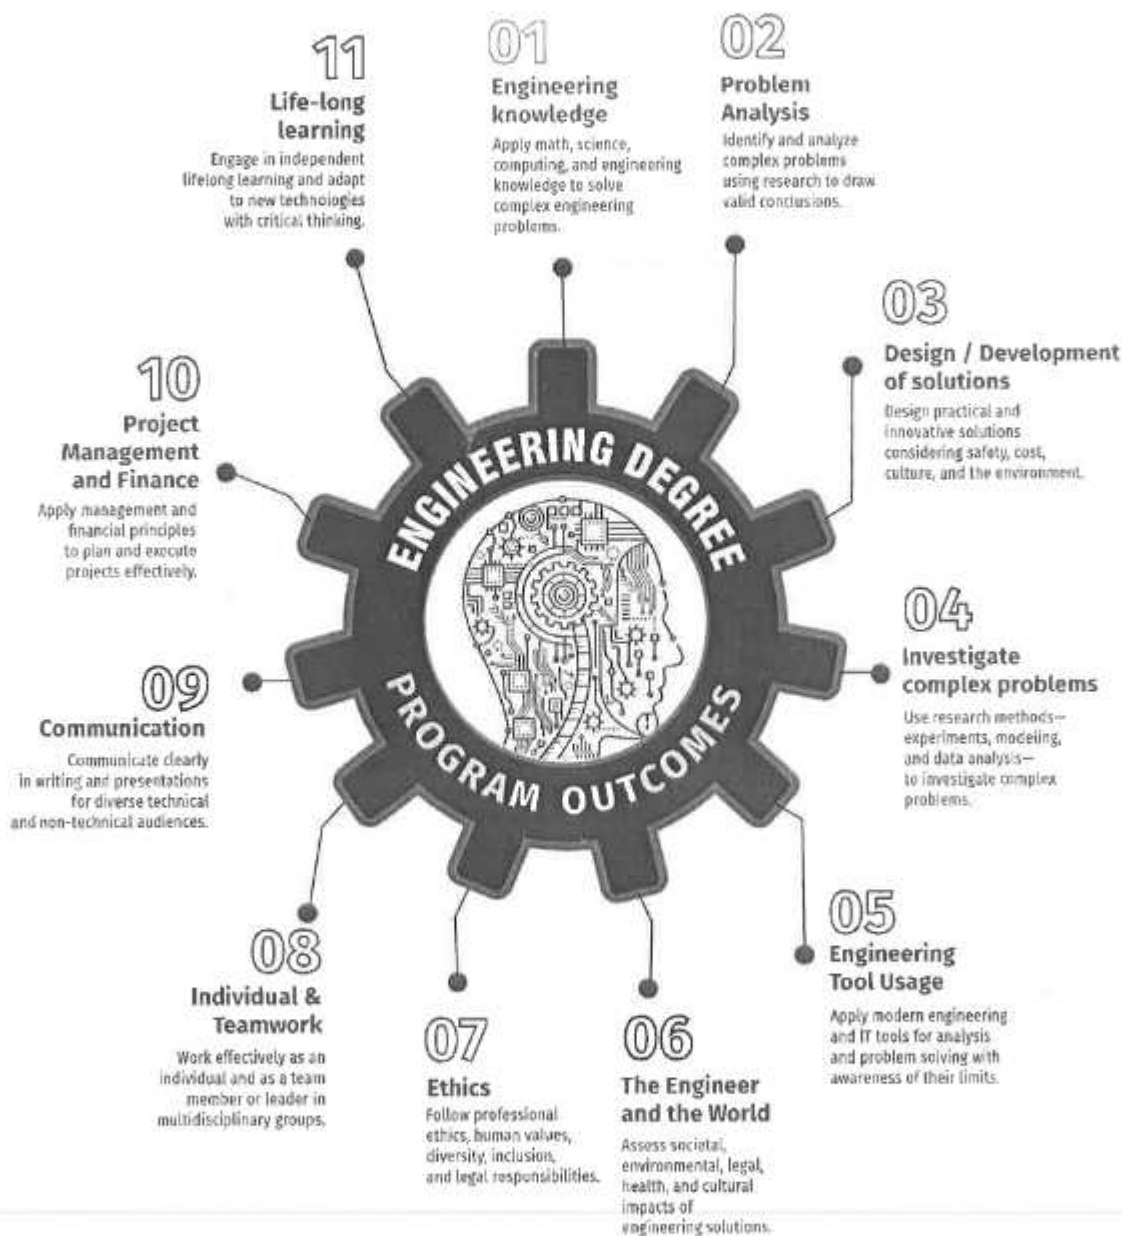 01
Engineering
knowledge
Apply math, science,
computing, and engineering
knowledge to solve
complex engineering
problems.
02
Problem
Analysis
Identify and analyze
complex problems
using research to draw
valid conclusions.
03
Design / Development
of solutions
Design practical and
innovative solutions
considering safety, cost,
culture, and the environment.
04
Investigate
complex problems
Use research methods—
experiments, modeling,
and data analysis—
to investigate complex
problems.
05
Engineering
Tool Usage
Apply modern engineering
and IT tools for analysis
and problem solving with
awareness of their limits.
06
The Engineer
and the World
Assess societal,
environmental, legal,
health, and cultural
impacts of
engineering solutions.
07
Ethics
Follow professional
ethics, human values,
diversity, inclusion,
and legal responsibilities.
08
Individual &
Teamwork
Work effectively as an
individual and as a team
member or leader in
multidisciplinary groups.
09
Communication
Communicate clearly
in writing and presentations
for diverse technical
and non-technical audiences.
10
Project
Management
and Finance
Apply management and
financial principles
to plan and execute
projects effectively.
11
Life-long
learning
Engage in independent
lifelong learning and adapt
to new technologies
with critical thinking.
ENGINEERING DEGREE
PROGRAM OUTCOMES